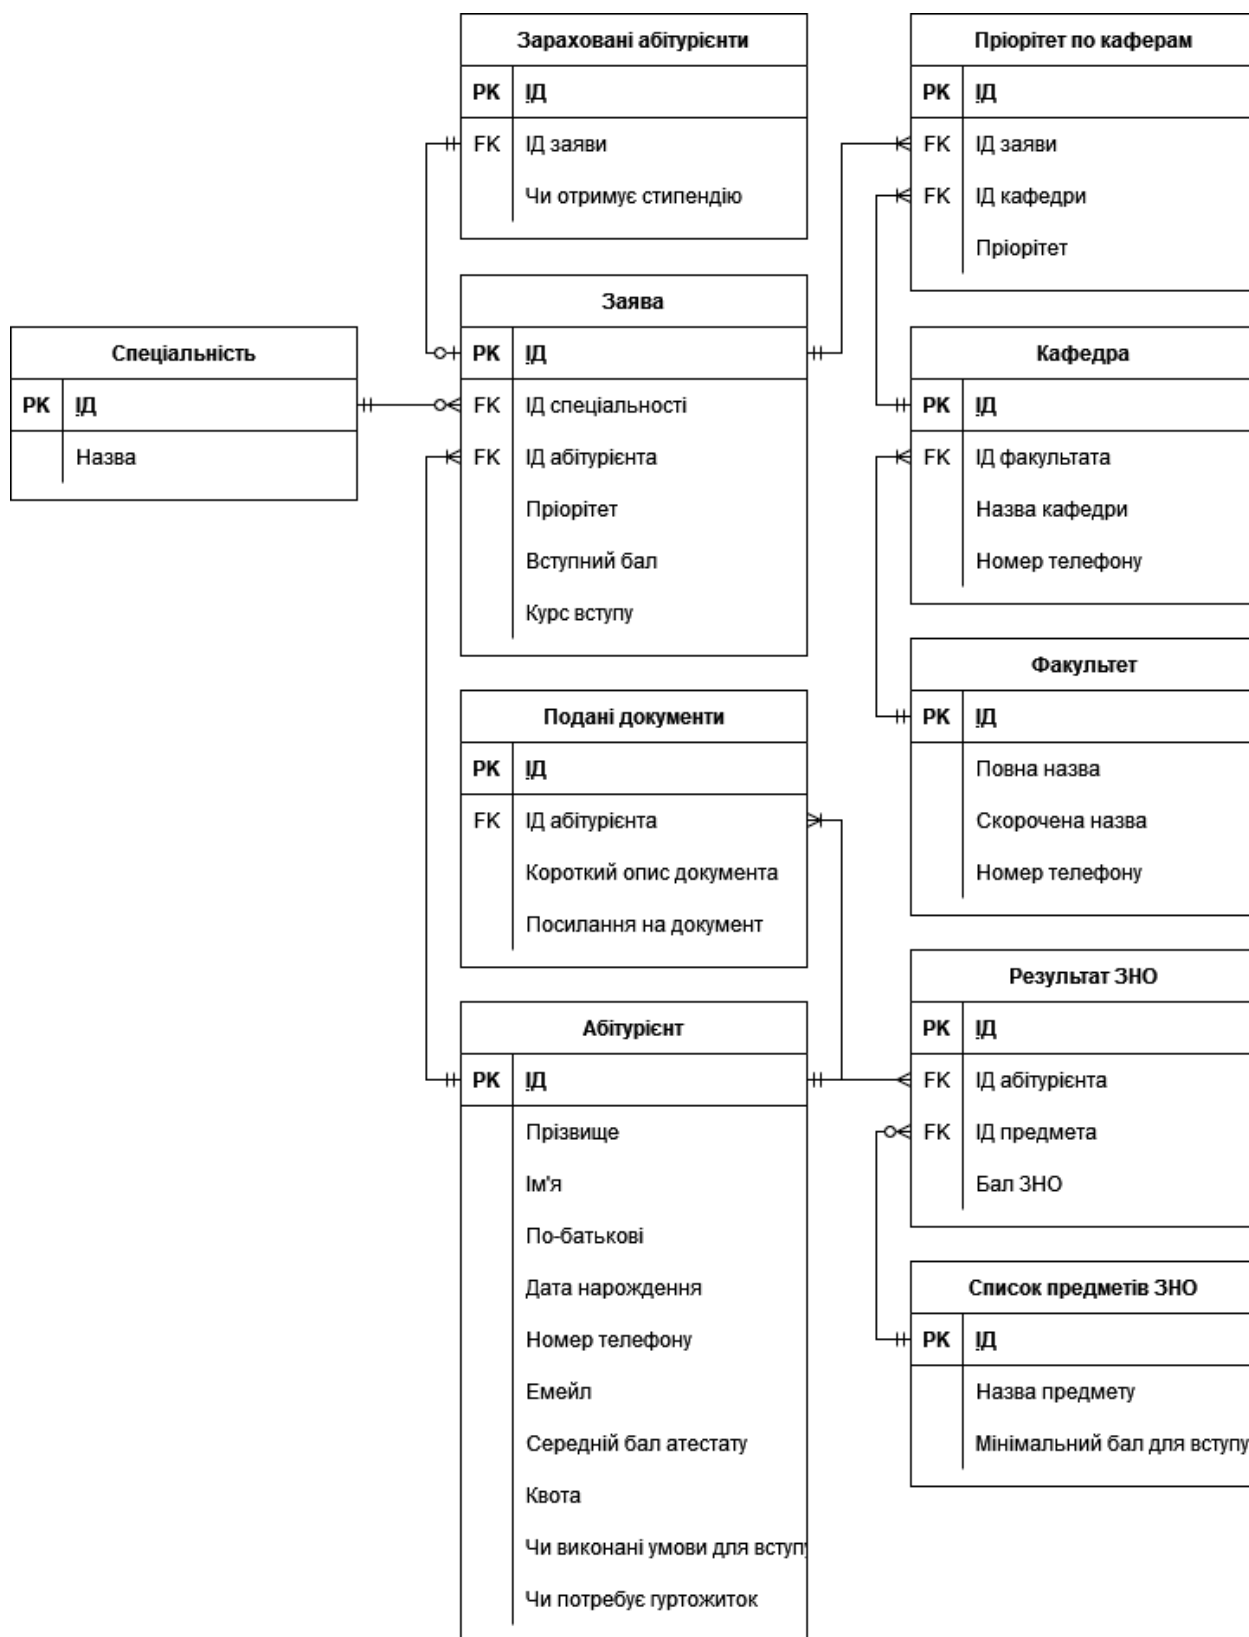 Зараховані абітурієнти
PK ІД
FK ІД заяви
Чи отримує стипендію
Пріорітет по каферам
PK ІД
FK ІД заяви
FK ІД кафедри
Пріорітет
Спеціальність
PK ІД
Назва
Заява
PK ІД
FK ІД спеціальності
FK ІД абітурієнта
Пріорітет
Вступний бал
Курс вступу
Кафедра
PK ІД
FK ІД факультата
Назва кафедри
Номер телефону
Подані документи
PK ІД
FK ІД абітурієнта
Короткий опис документа
Посилання на документ
Факультет
PK ІД
Повна назва
Скорочена назва
Номер телефону
Абітурієнт
PK ІД
Прізвище
Ім'я
По-батькові
Дата нарождення
Номер телефону
Емейл
Середній бал атестату
Квота
Чи виконані умови для вступу
Чи потребує гуртожиток
Результат ЗНО
PK ІД
FK ІД абітурієнта
FK ІД предмета
Бал ЗНО
Список предметів ЗНО
PK ІД
Назва предмету
Мінімальний бал для вступу